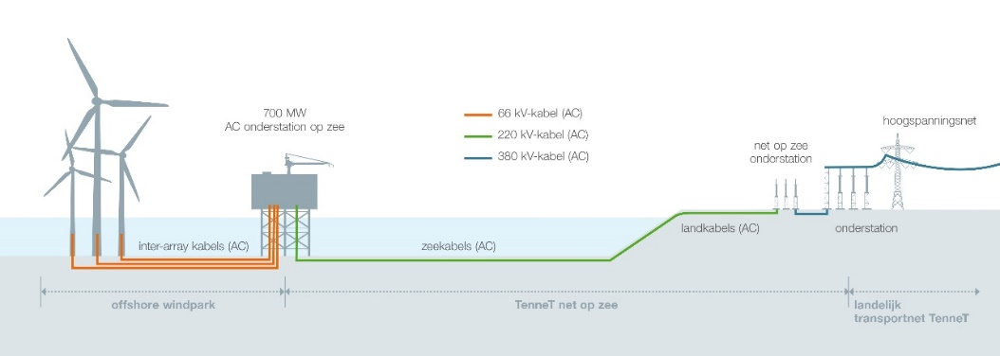 700 MW
AC onderstation op zee
66 kV-kabel (AC)
220 kV-kabel (AC)
380 kV-kabel (AC)
hoogspanningsnet
net op zee
onderstation
inter-array kabels (AC)
zeekabels (AC)
landkabels (AC)
onderstation
offshore windpark
TenneT net op zee
landelijk
transportnet TenneT